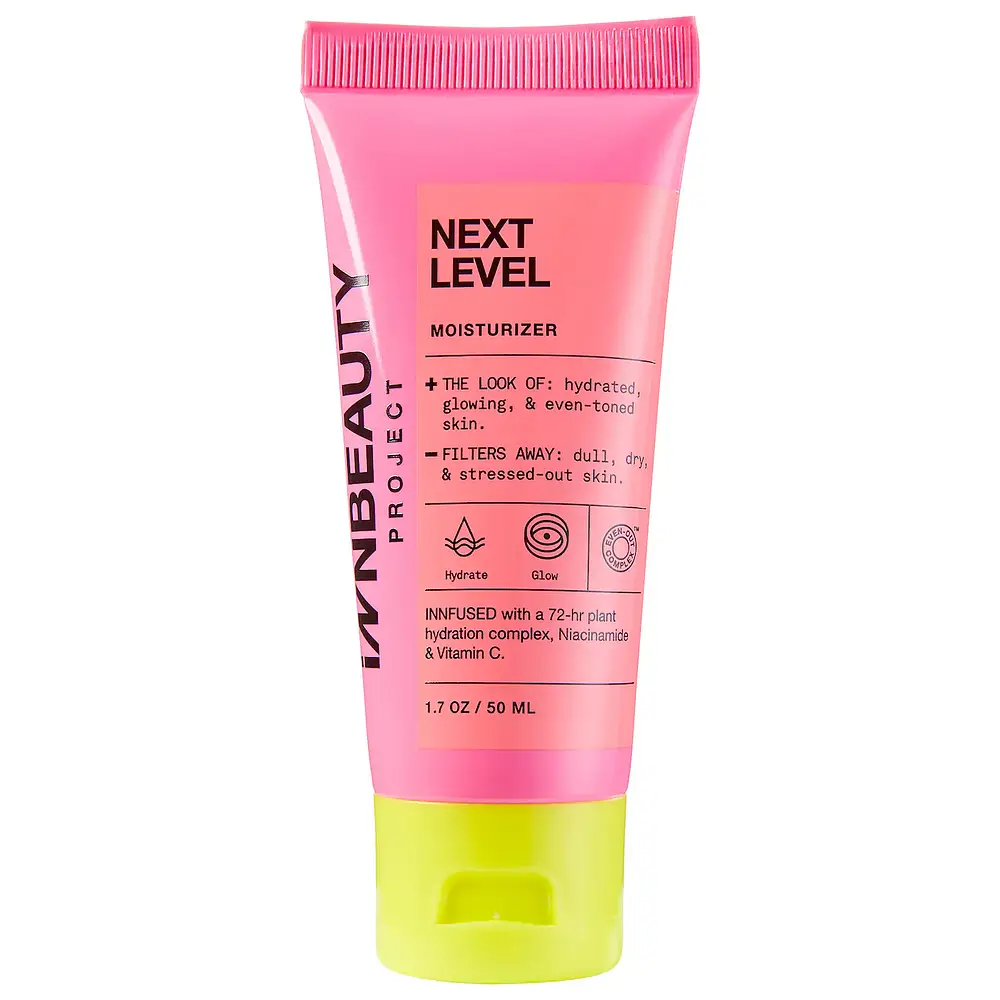 INNBEAUTY
PROJECT
NEXT
LEVEL
MOISTURIZER
+ THE LOOK OF: hydrated,
glowing, & even-toned
skin.
– FILTERS AWAY: dull, dry,
& stressed-out skin.
Hydrate
Glow
EVEN-OUT
COMPLEX
™
INNFUSED with a 72-hr plant
hydration complex, Niacinamide
& Vitamin C.
1.7 OZ / 50 ML